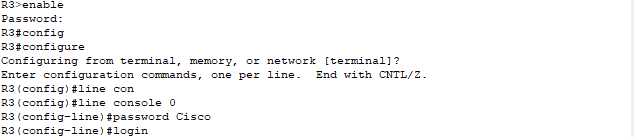 R3>enable
Password:
R3#config
R3#configure
Configuring from terminal, memory, or network [terminal]?
Enter configuration commands, one per line.  End with CNTL/Z.
R3(config)#line con
R3(config)#line console 0
R3(config-line)#password Cisco
R3(config-line)#login